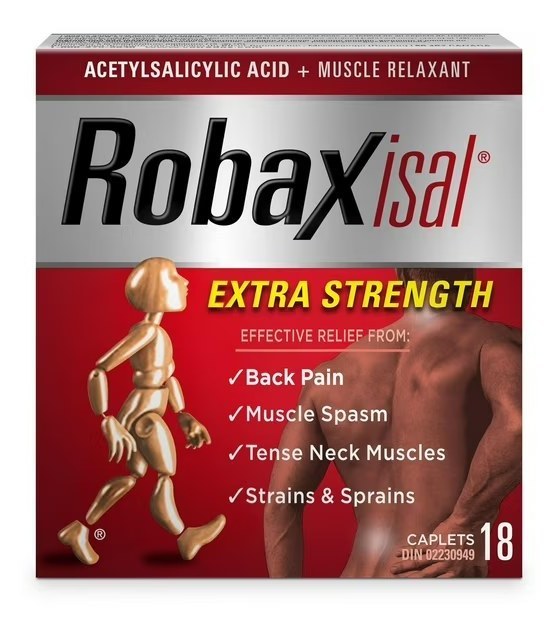 ACETYLSALICYLIC ACID + MUSCLE RELAXANT
Robaxisal®
EXTRA STRENGTH
EFFECTIVE RELIEF FROM:
✓Back Pain
✓Muscle Spasm
✓Tense Neck Muscles
✓Strains & Sprains
®
CAPLETS 18
DIN 02230949